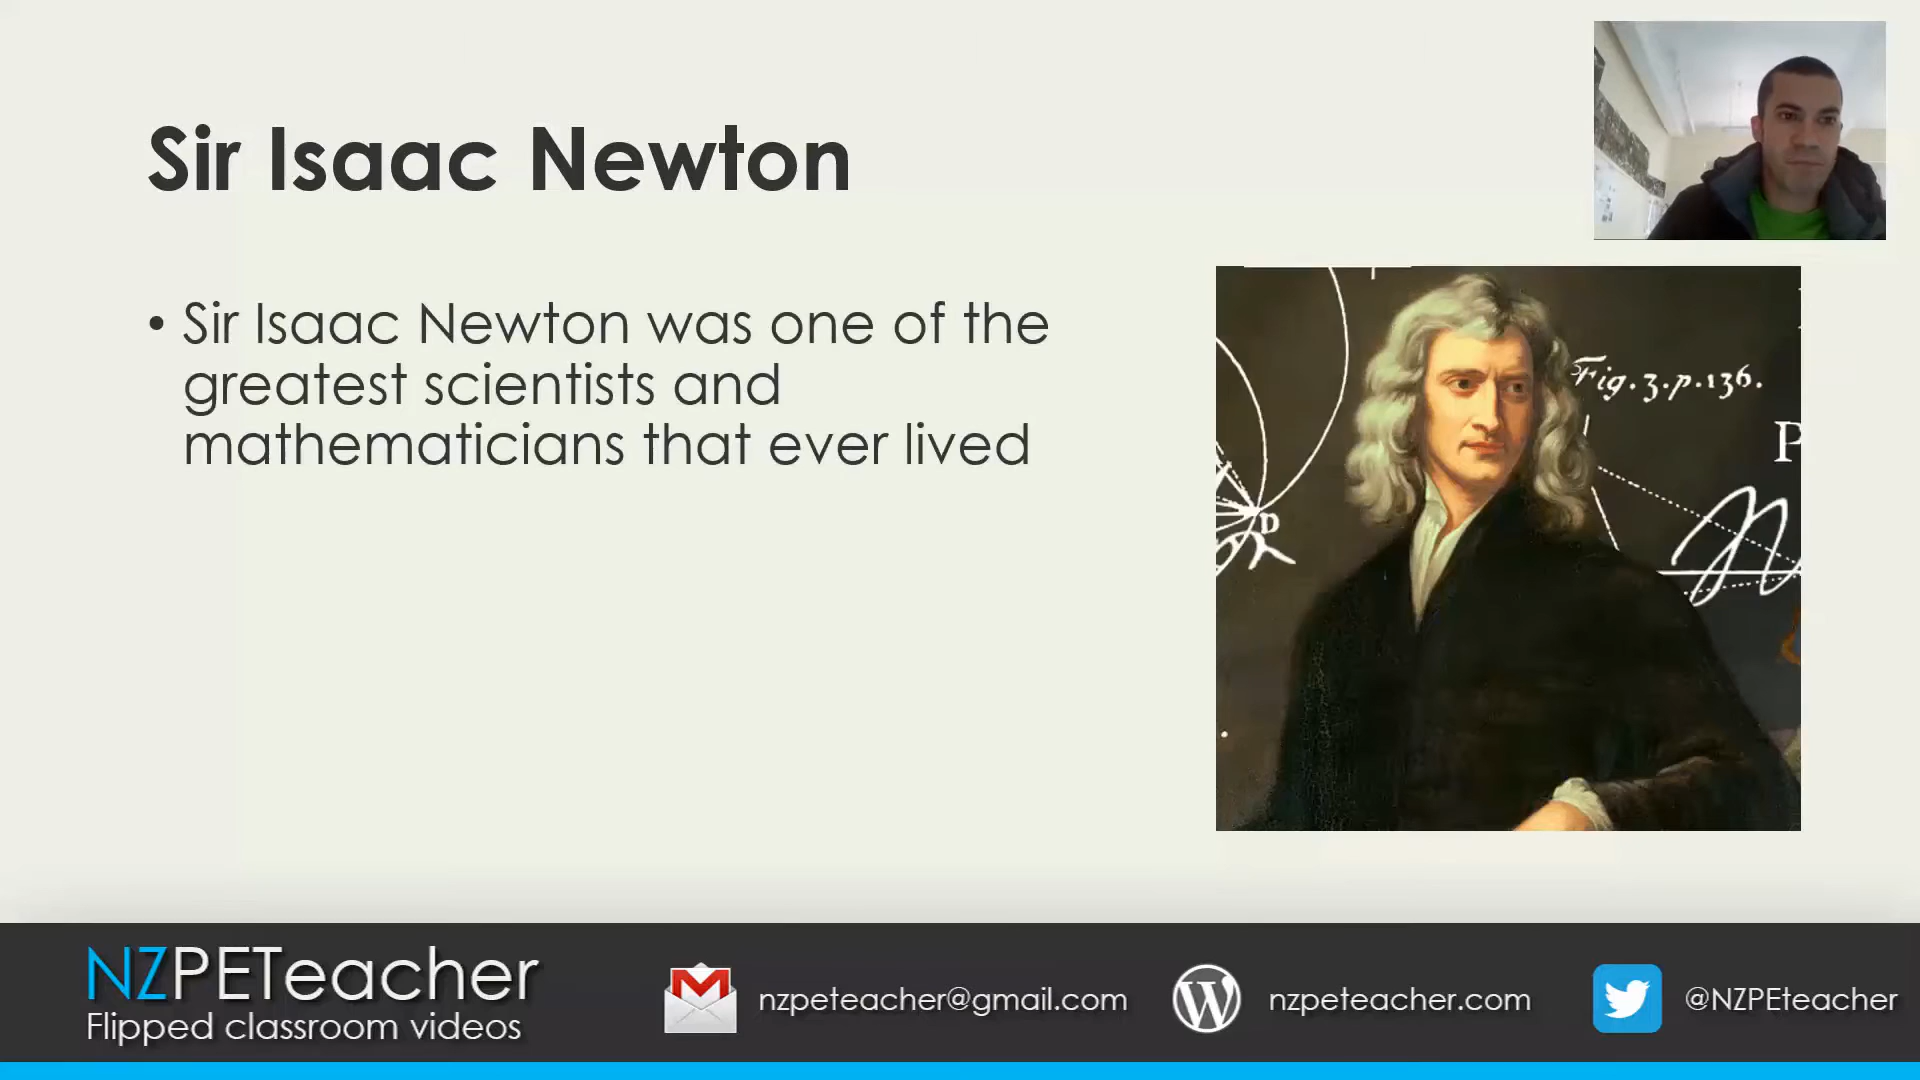 Sir Isaac Newton
• Sir Isaac Newton was one of the
greatest scientists and
mathematicians that ever lived
Fig.3.p.136.
P
D
NZPETeacher
Flipped classroom videos
nzpeteacher@gmail.com
nzpeteacher.com
@NZPEteacher